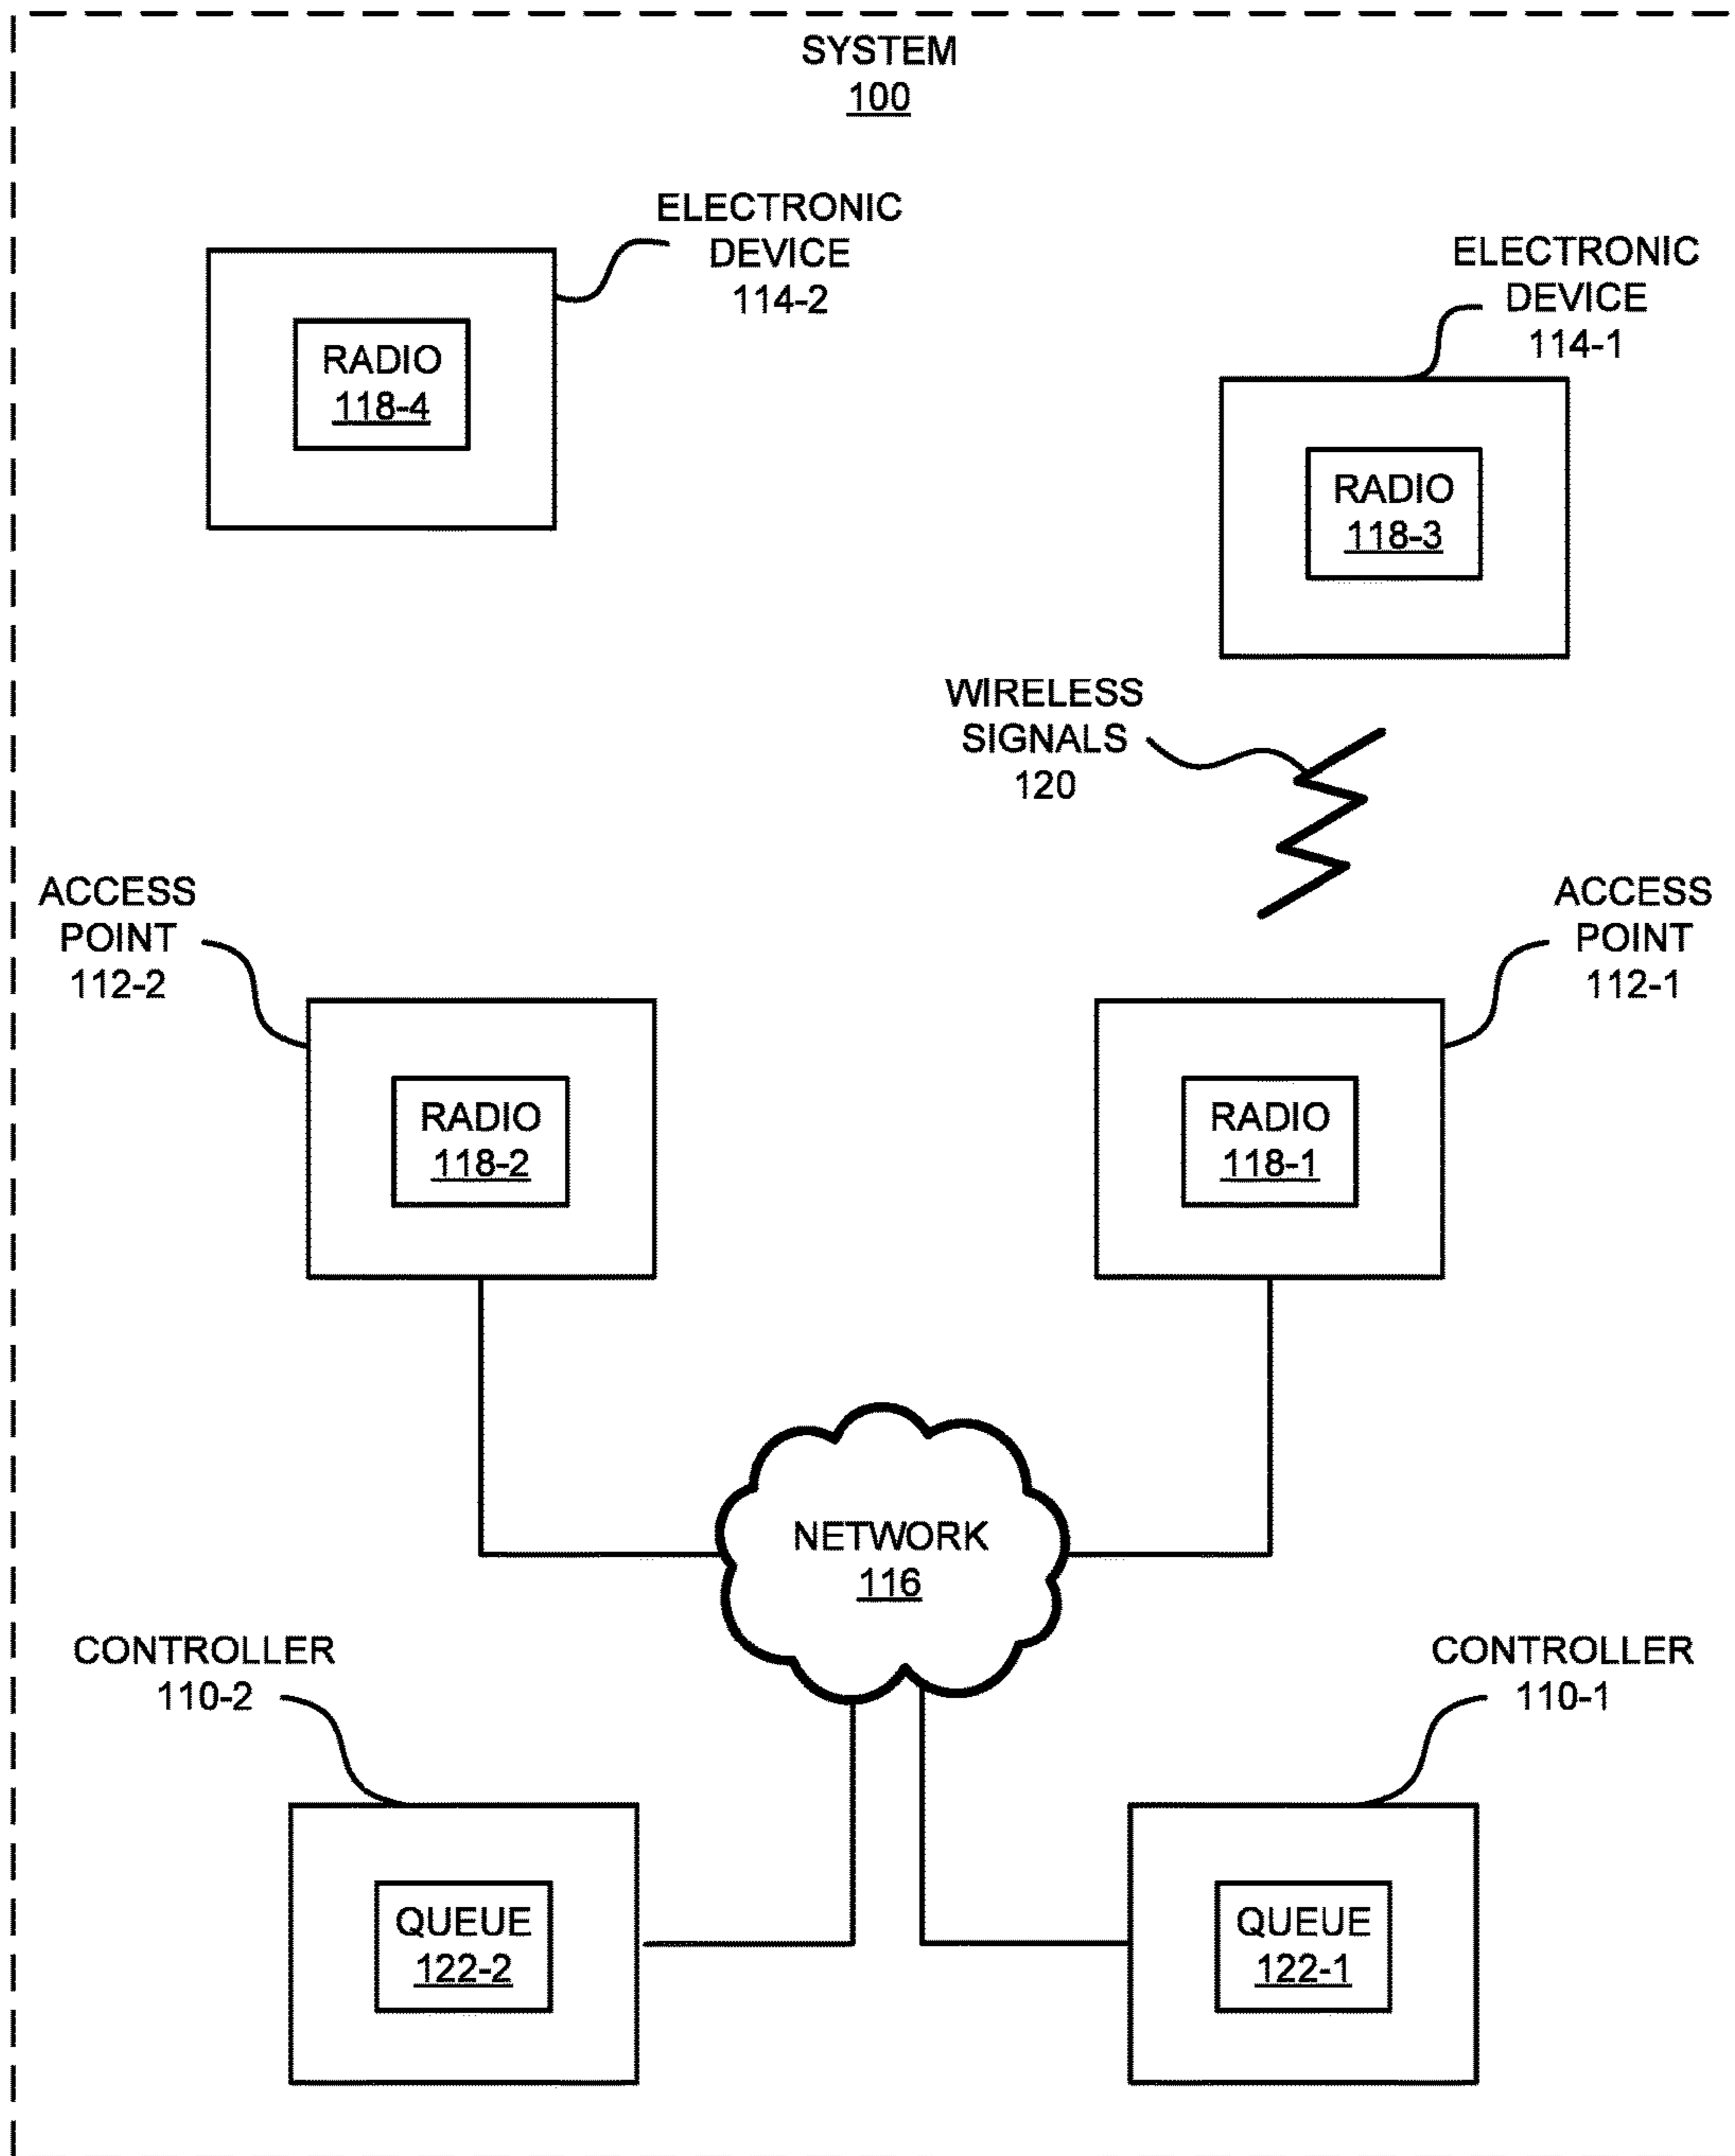 SYSTEM
100
ELECTRONIC
DEVICE
114-2
RADIO
118-4
ELECTRONIC
DEVICE
114-1
RADIO
118-3
WIRELESS
SIGNALS
120
ACCESS
POINT
112-2
ACCESS
POINT
112-1
RADIO
118-2
RADIO
118-1
NETWORK
116
CONTROLLER
110-2
CONTROLLER
110-1
QUEUE
122-2
QUEUE
122-1